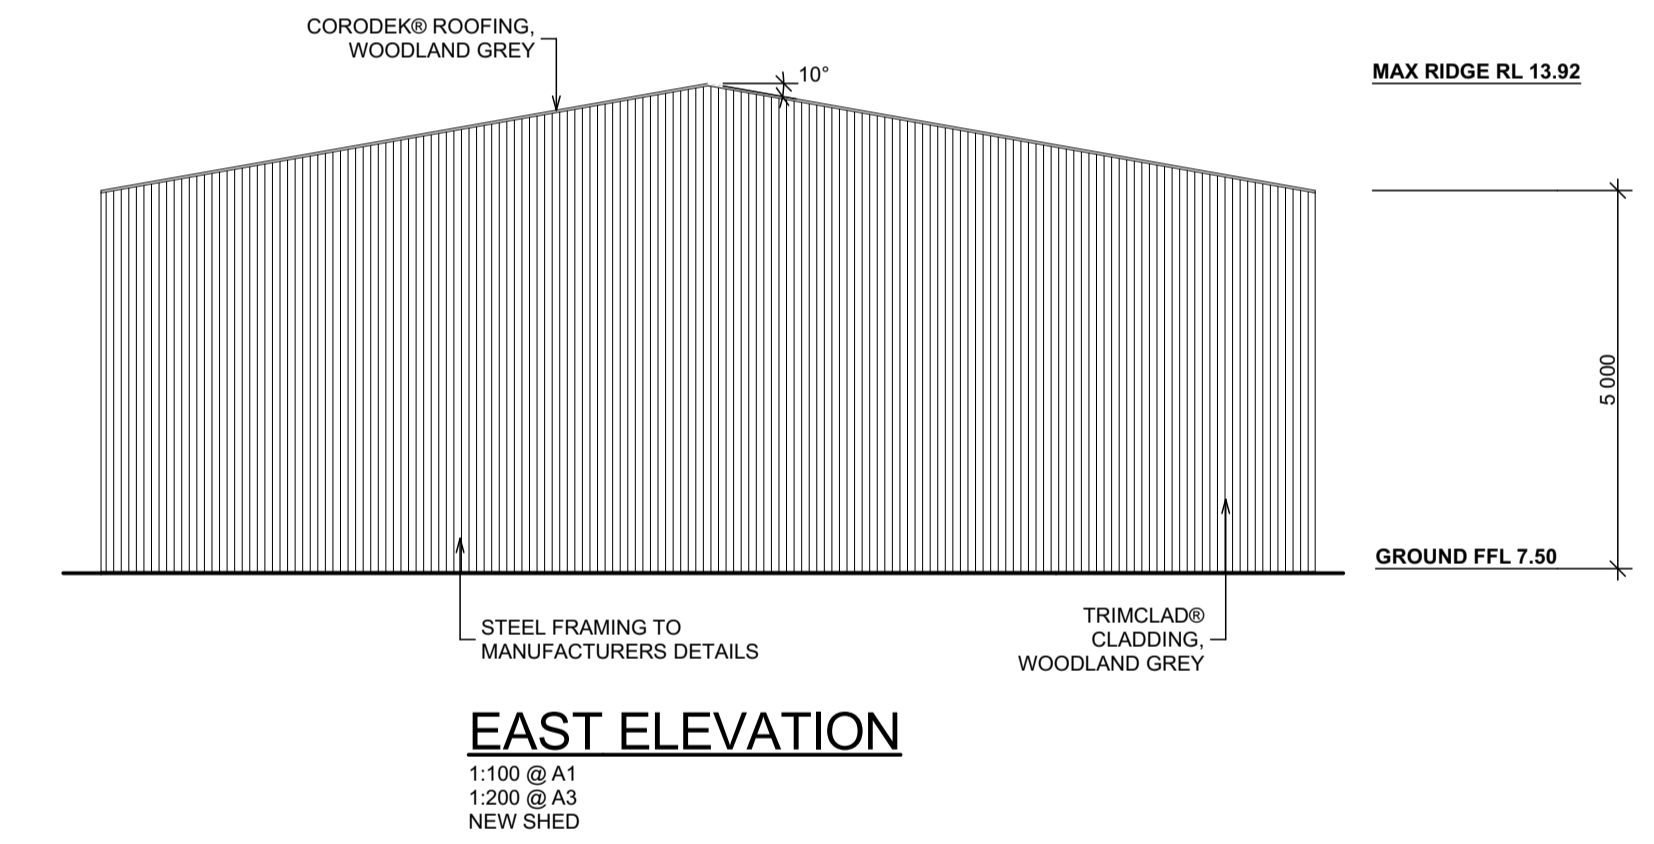 CORODEK® ROOFING,
WOODLAND GREY
10°
MAX RIDGE RL 13.92
5 000
GROUND FFL 7.50
STEEL FRAMING TO
MANUFACTURERS DETAILS
TRIMCLAD®
CLADDING,
WOODLAND GREY
EAST ELEVATION
1:100 @ A1
1:200 @ A3
NEW SHED